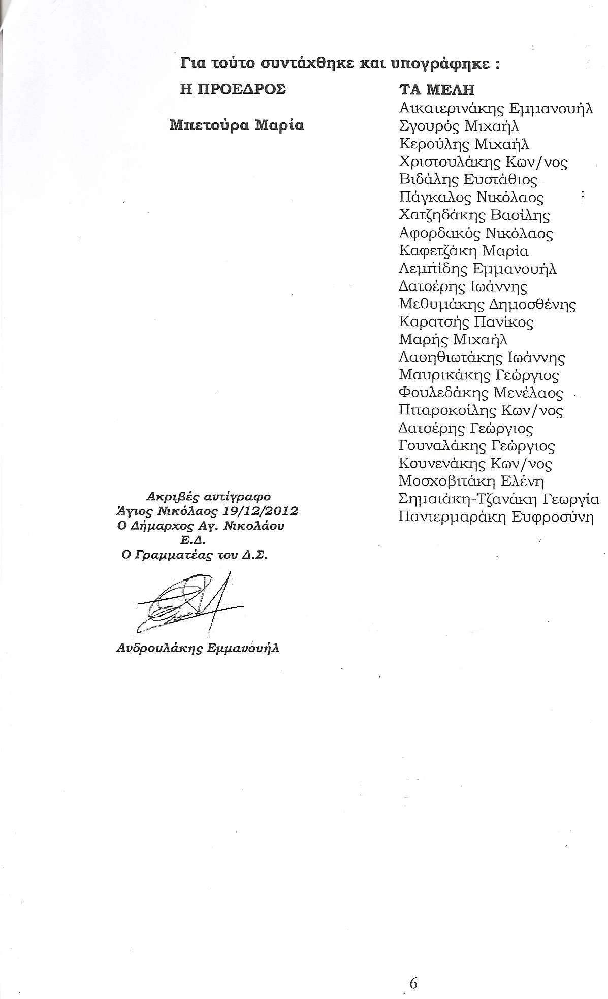 Για τούτο συντάχθηκε και υπογράφηκε :
Η ΠΡΟΕΔΡΟΣ
Μπετούρα Μαρία
ΤΑ ΜΕΛΗ
Αικατερινάκης Εμμανουήλ
Σγουρός Μιχαήλ
Κερούλης Μιχαήλ
Χριστουλάκης Κων/νος
Βιδάλης Ευστάθιος
Πάγκαλος Νικόλαος
Χατζηδάκης Βασίλης
Αφορδακός Νικόλαος
Καφετζάκη Μαρία
Λεμπίδης Εμμανουήλ
Δατσέρης Ιωάννης
Μεθυμάκης Δημοσθένης
Καρατσής Πανίκος
Μαρής Μιχαήλ
Λασηθιωτάκης Ιωάννης
Μαυρικάκης Γεώργιος
Φουλεδάκης Μενέλαος
Πιταροκοίλης Κων/νος
Δατσέρης Γεώργιος
Γουναλάκης Γεώργιος
Κουνενάκης Κων/νος
Μοσχοβιτάκη Ελένη
Σημαιάκη-Τζανάκη Γεωργία
Παντερμαράκη Ευφροσύνη
Ακριβές αντίγραφο
Άγιος Νικόλαος 19/12/2012
Ο Δήμαρχος Αγ. Νικολάου
Ε.Δ.
Ο Γραμματέας του Δ.Σ.
Ανδρουλάκης Εμμανουήλ
6